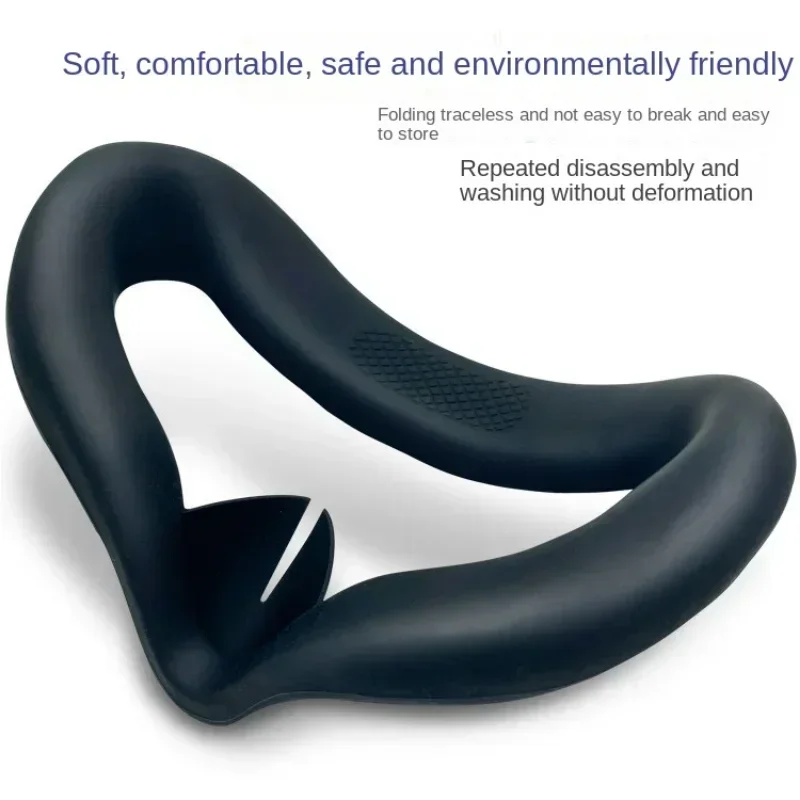 Soft, comfortable, safe and environmentally friendly
Folding traceless and not easy to break and easy
to store
Repeated disassembly and
washing without deformation